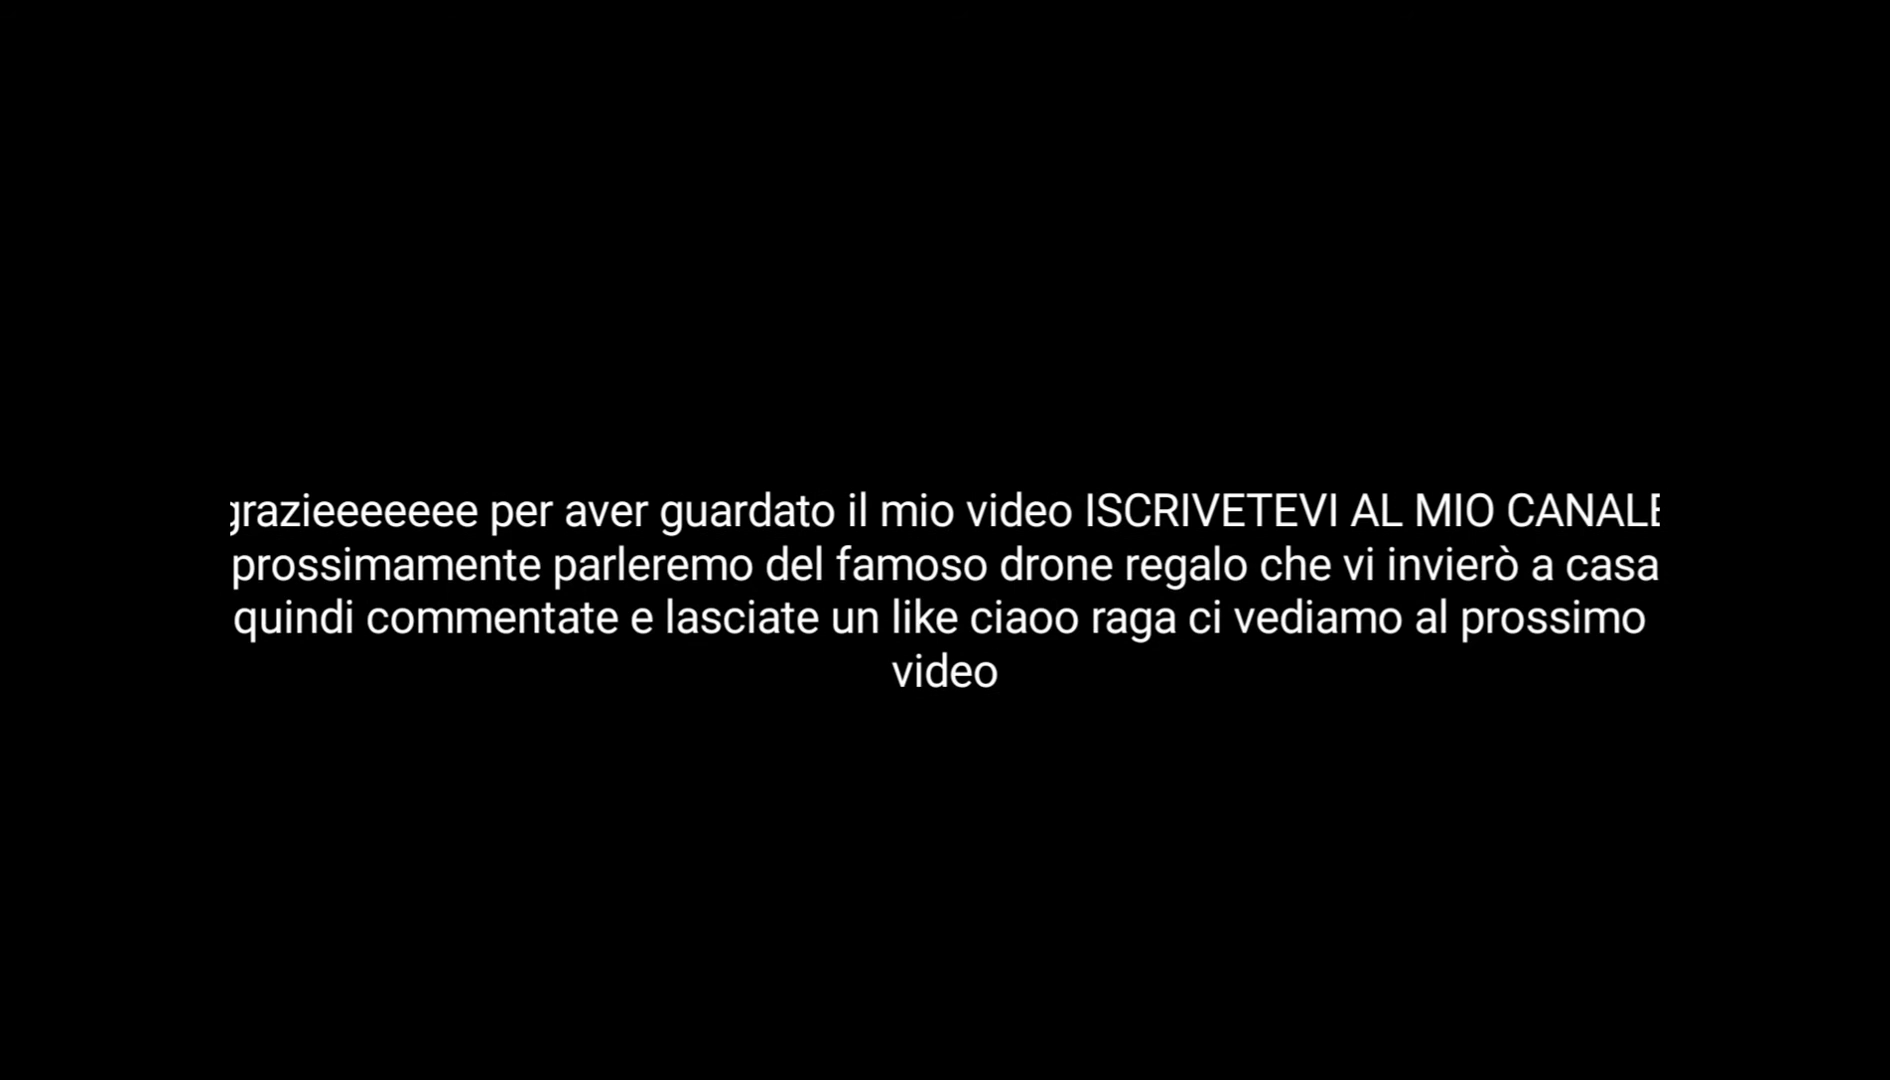 grazieeeeeee per aver guardato il mio video ISCRIVETEVI AL MIO CANALE
prossimamente parleremo del famoso drone regalo che vi invierò a casa
quindi commentate e lasciate un like ciaoo raga ci vediamo al prossimo
video